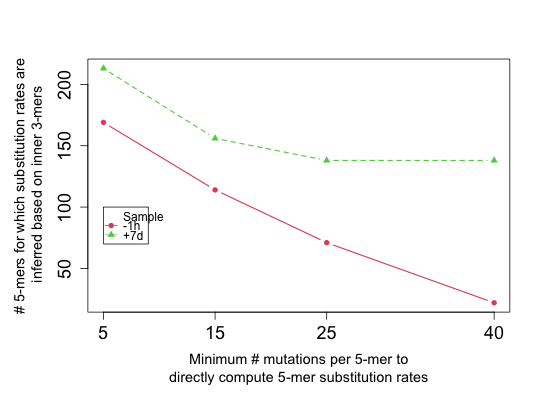 # 5-mers for which substitution rates are
inferred based on inner 3-mers
200
150
100
50
Sample
-1h
+7d
5 15 25 40
Minimum # mutations per 5-mer to
directly compute 5-mer substitution rates